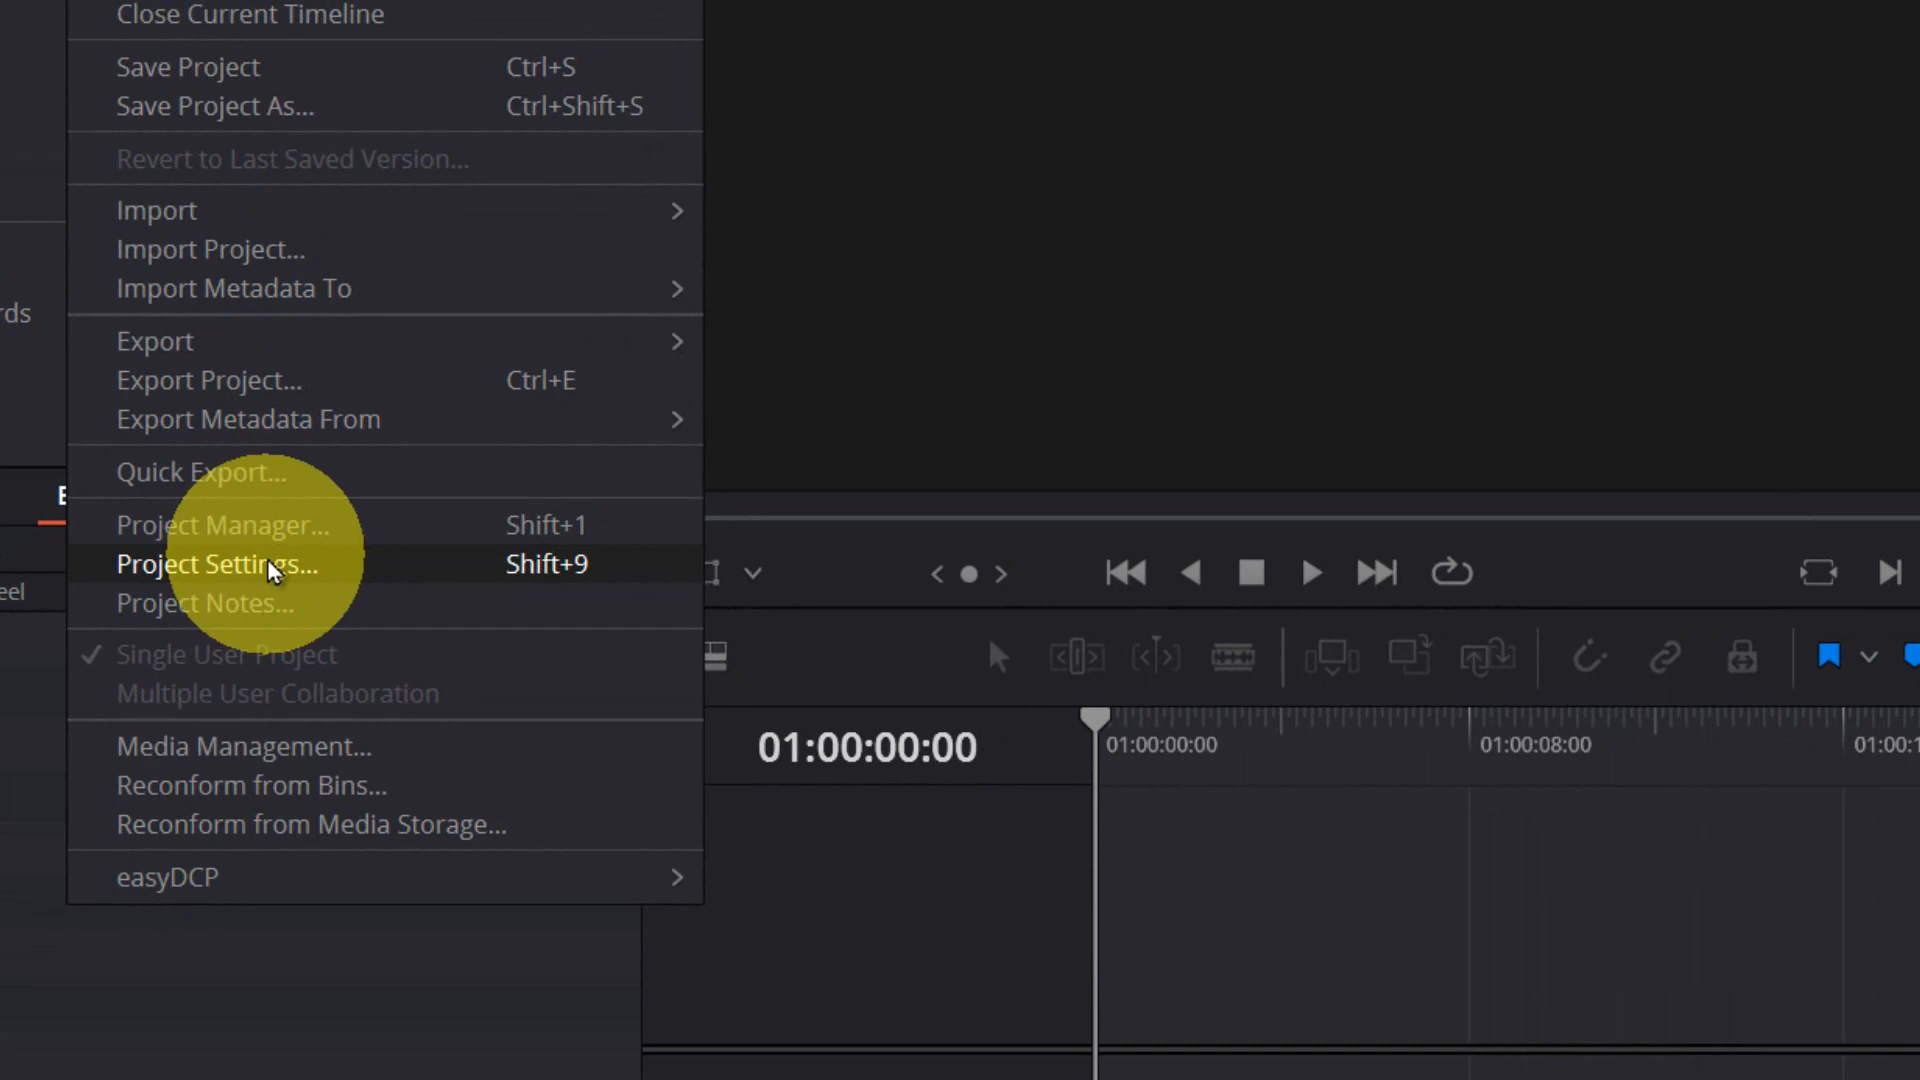 Close Current Timeline
Save Project Ctrl+S
Save Project As... Ctrl+Shift+S
Revert to Last Saved Version...
Import
Import Project...
Import Metadata To
rds
Export
Export Project... Ctrl+E
Export Metadata From
Quick Export...
Project Manager... Shift+1
Project Settings... Shift+9
Project Notes...
eel
Single User Project
Multiple User Collaboration
Media Management...
Reconform from Bins...
Reconform from Media Storage...
easyDCP
01:00:00:00
01:00:00:00 01:00:08:00 01:00:1